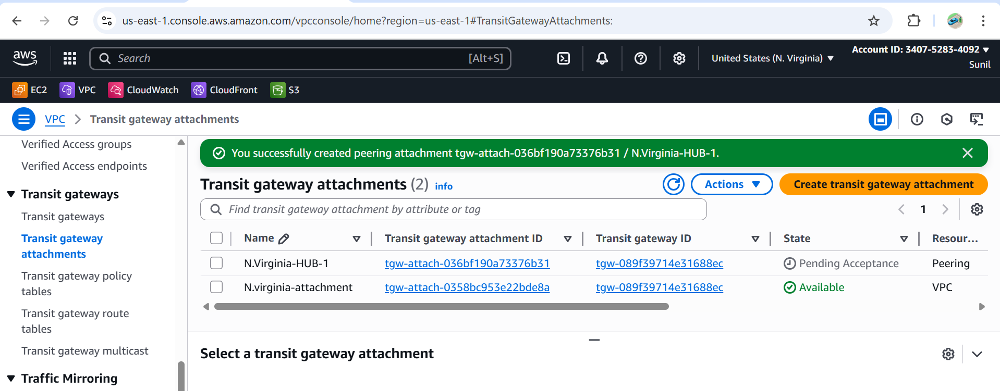 us-east-1.console.aws.amazon.com/vpcconsole/home?region=us-east-1#TransitGatewayAttachments:
aws
Search
[Alt+S]
United States (N. Virginia)
Account ID: 3407-5283-4092
Sunil
EC2
VPC
CloudWatch
CloudFront
S3
VPC
Transit gateway attachments
Verified Access groups
Verified Access endpoints
Transit gateways
Transit gateways
Transit gateway
attachments
Transit gateway policy
tables
Transit gateway route
tables
Transit gateway multicast
Traffic Mirroring
You successfully created peering attachment tgw-attach-036bf190a73376b31 / N.Virginia-HUB-1.
Transit gateway attachments (2) info
Actions
Create transit gateway attachment
Find transit gateway attachment by attribute or tag
1
Name Transit gateway attachment ID Transit gateway ID State Resour...
N.Virginia-HUB-1 tgw-attach-036bf190a73376b31 tgw-089f39714e31688ec Pending Acceptance Peering
N.virginia-attachment tgw-attach-0358bc953e22bde8a tgw-089f39714e31688ec Available VPC
Select a transit gateway attachment